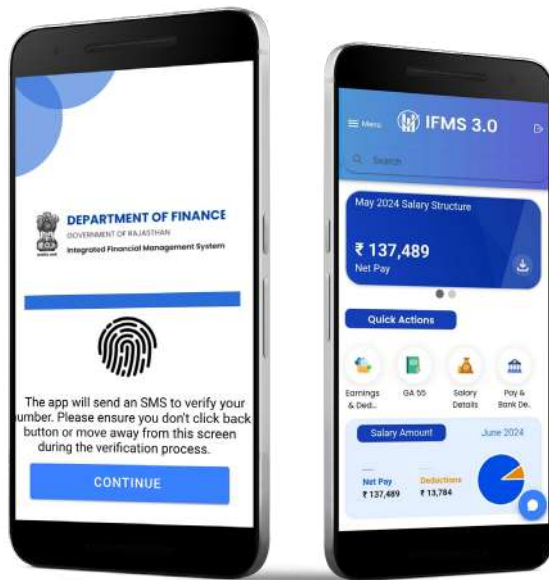 DEPARTMENT OF FINANCE
GOVERNMENT OF RAJASTHAN
Integrated Financial Management System
The app will send an SMS to verify your
number. Please ensure you don't click back
button or move away from this screen
during the verification process.
CONTINUE
Menu
IFMS 3.0
Search
May 2024 Salary Structure
₹ 137,489
Net Pay
Quick Actions
Earnings
& Ded...
GA 55
Salary
Details
Pay &
Bank De..
Salary Amount
June 2024
Net Pay
Deductions
₹ 137,489
₹ 13,784